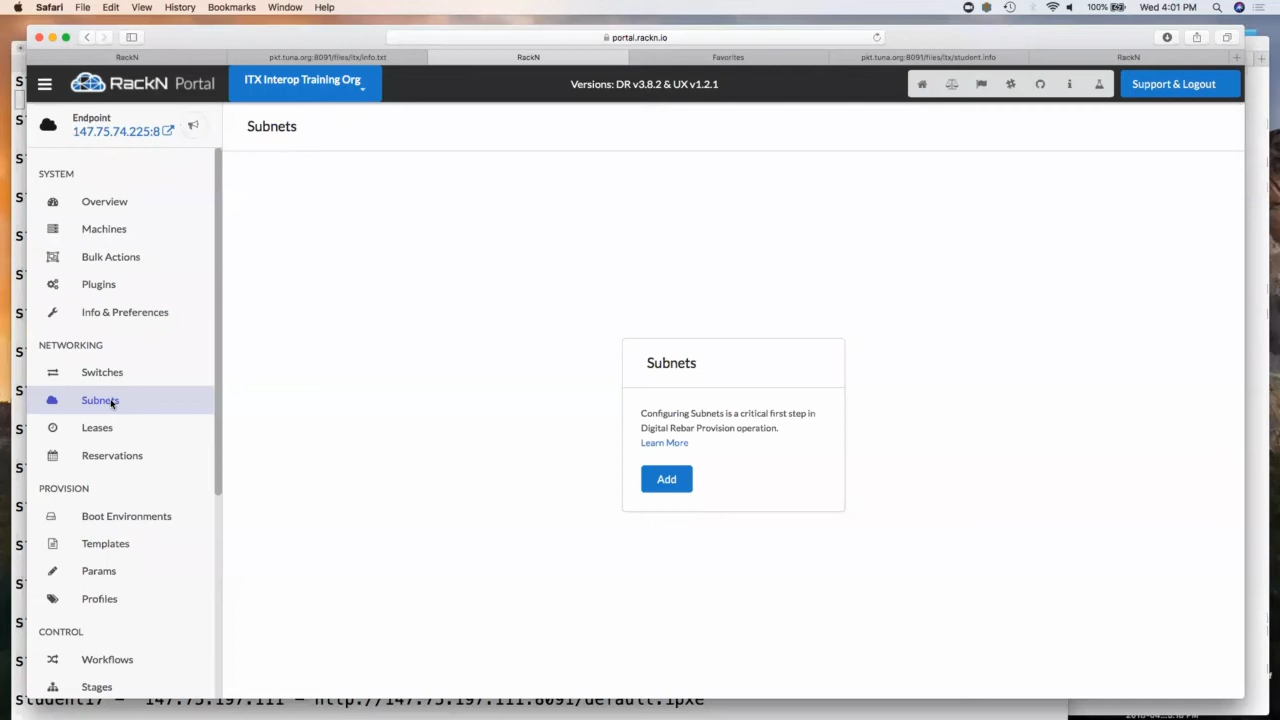 Safari File Edit View History Bookmarks Window Help 100% Wed 4:01 PM
portal.rackn.io
RackN pkt.tuna.org:8091/files/itx/info.txt RackN Favorites pkt.tuna.org:8091/files/itx/student.info RackN
RackN Portal
ITX Interop Training Org
Versions: DR v3.8.2 & UX v1.2.1
Support & Logout
Endpoint
147.75.74.225:8
Subnets
SYSTEM
Overview
Machines
Bulk Actions
Plugins
Info & Preferences
NETWORKING
Switches
Subnets
Leases
Reservations
PROVISION
Boot Environments
Templates
Params
Profiles
CONTROL
Workflows
Stages
Subnets
Configuring Subnets is a critical first step in
Digital Rebar Provision operation.
Learn More
Add